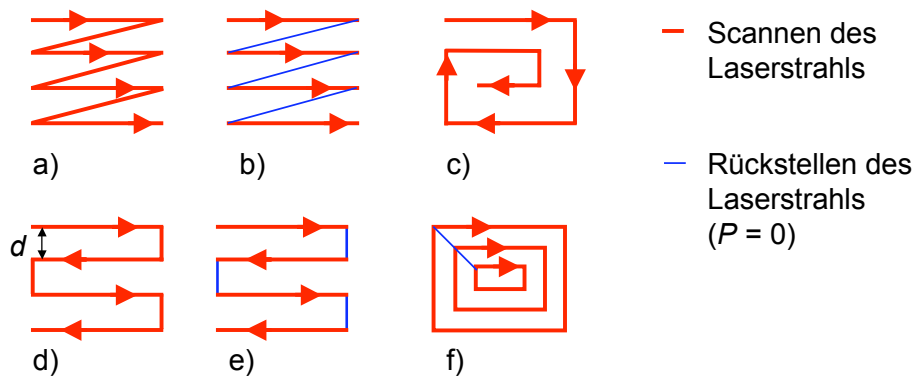 Scannen des
Laserstrahls
a)
b)
c)
Rückstellen des
Laserstrahls
(P = 0)
d
d)
e)
f)